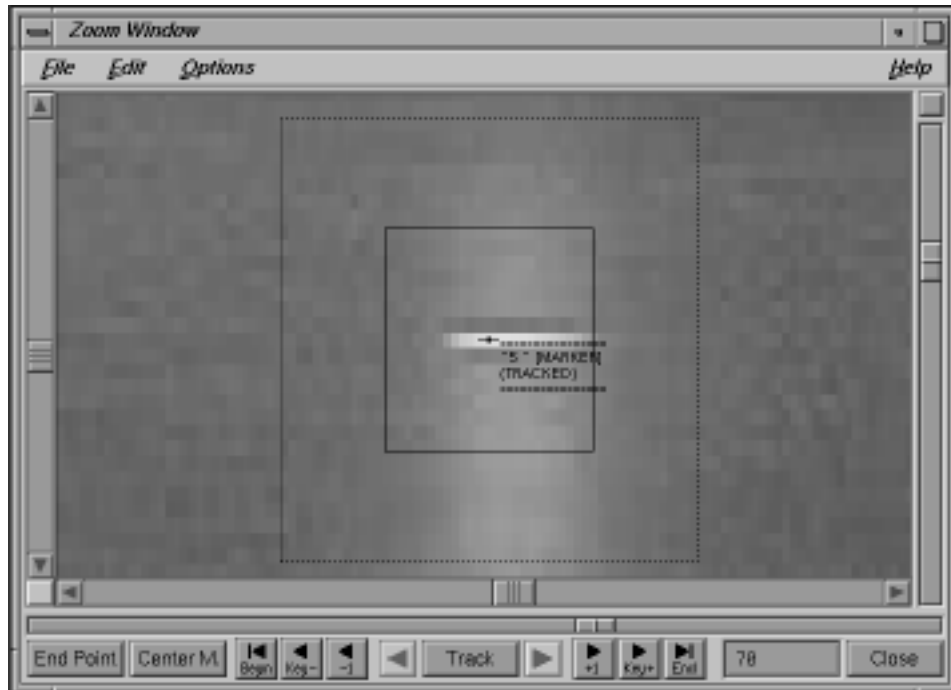 Zoom Window
File Edit Options Help
"5" [MARKER]
(TRACKED)
End Point Center M. Begin Key- -1 Track +1 Key+ End 70 Close